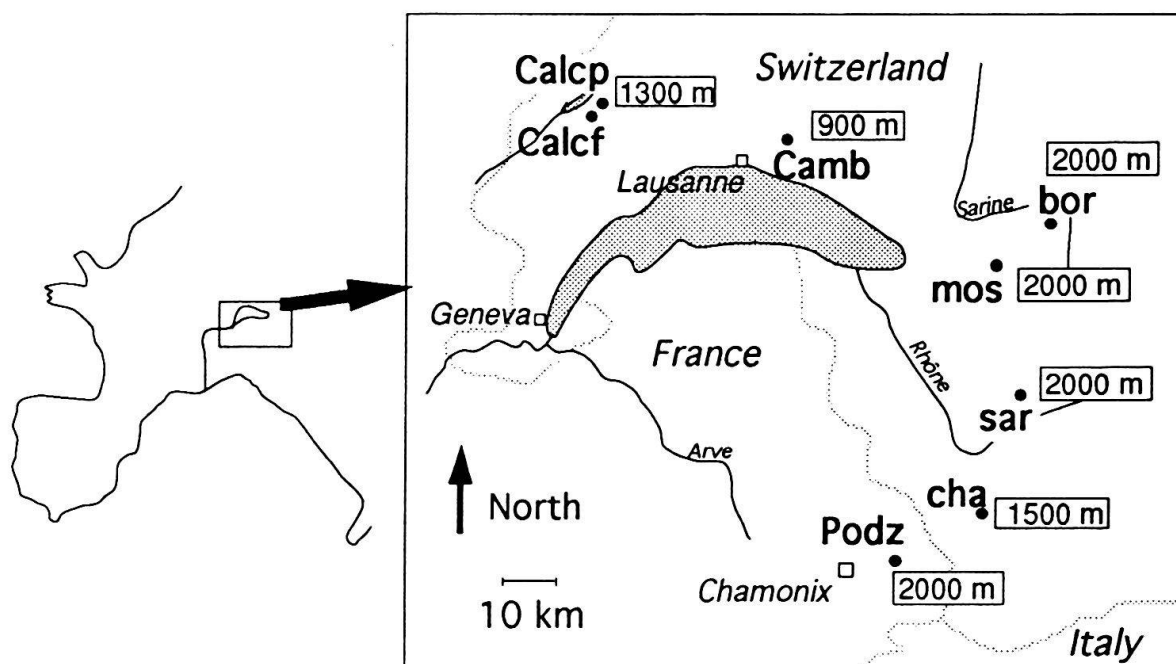 Calcp
1300 m
Calcf
Switzerland
900 m
Camb
Lausanne
2000 m
Sarine
bor
mos
2000 m
Geneva
France
Rhône
2000 m
sar
Arve
North
cha
1500 m
Podz
Chamonix
2000 m
10 km
Italy